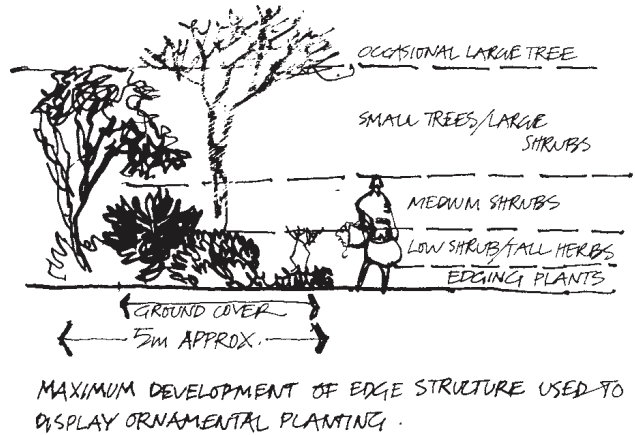 OCCASIONAL LARGE TREE
SMALL TREES/LARGE
SHRUBS
MEDIUM SHRUBS
LOW SHRUB/TALL HERBS
EDGING PLANTS
GROUND COVER
5m APPROX.
MAXIMUM DEVELOPMENT OF EDGE STRUCTURE USED TO
DISPLAY ORNAMENTAL PLANTING.